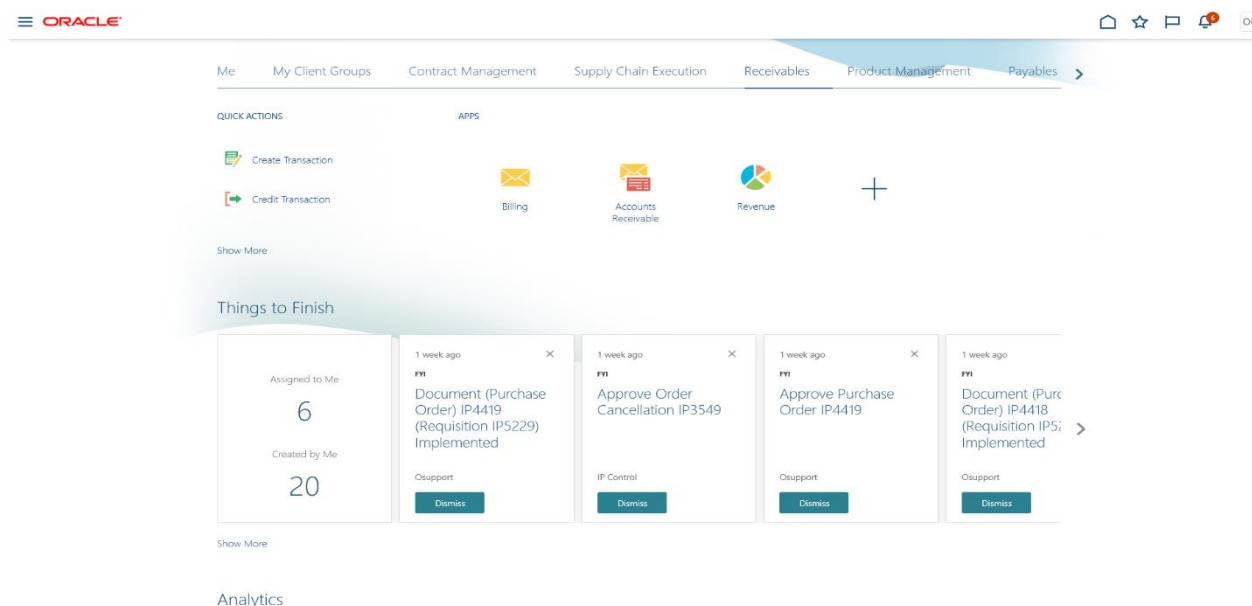 ORACLE
6
Me My Client Groups Contract Management Supply Chain Execution Receivables Product Management Payables
QUICK ACTIONS
APPS
Create Transaction
Credit Transaction
Billing
Accounts
Receivable
Revenue
Show More
Things to Finish
Assigned to Me
6
Created by Me
20
1 week ago
FYI
Document (Purchase
Order) IP4419
(Requisition IP5229)
Implemented
Osupport
Dismiss
1 week ago
FYI
Approve Order
Cancellation IP3549
IP Control
Dismiss
1 week ago
FYI
Approve Purchase
Order IP4419
Osupport
Dismiss
1 week ago
FYI
Document (Purc
Order) IP4418
(Requisition IP52
Implemented
Osupport
Dismiss
Show More
Analytics